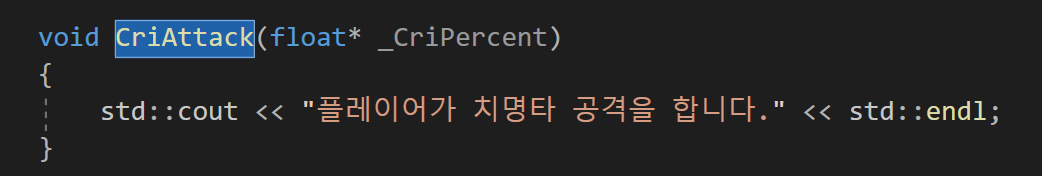 void CriAttack(float* _CriPercent)
{
    std::cout << "플레이어가 치명타 공격을 합니다." << std::endl;
}